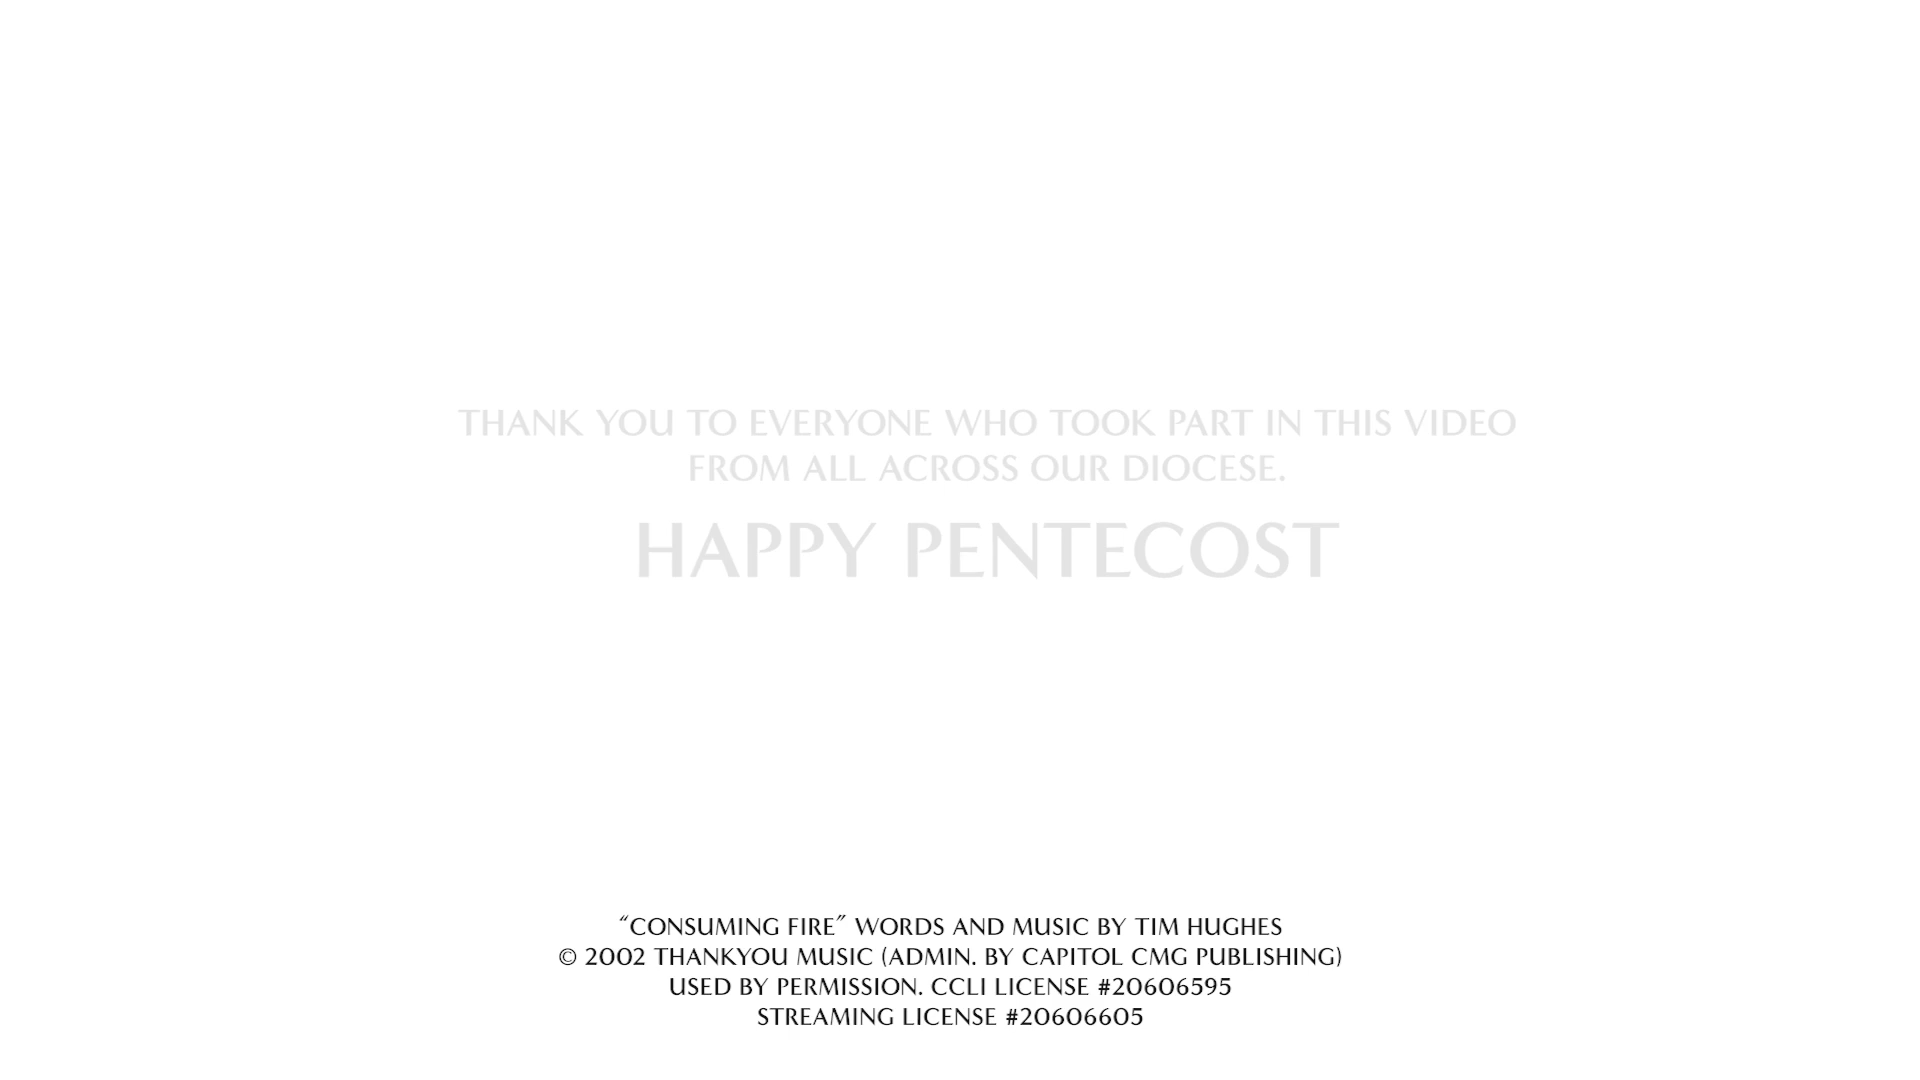 THANK YOU TO EVERYONE WHO TOOK PART IN THIS VIDEO
FROM ALL ACROSS OUR DIOCESE.
HAPPY PENTECOST
“CONSUMING FIRE” WORDS AND MUSIC BY TIM HUGHES
© 2002 THANKYOU MUSIC (ADMIN. BY CAPITOL CMG PUBLISHING)
USED BY PERMISSION. CCLI LICENSE #20606595
STREAMING LICENSE #20606605